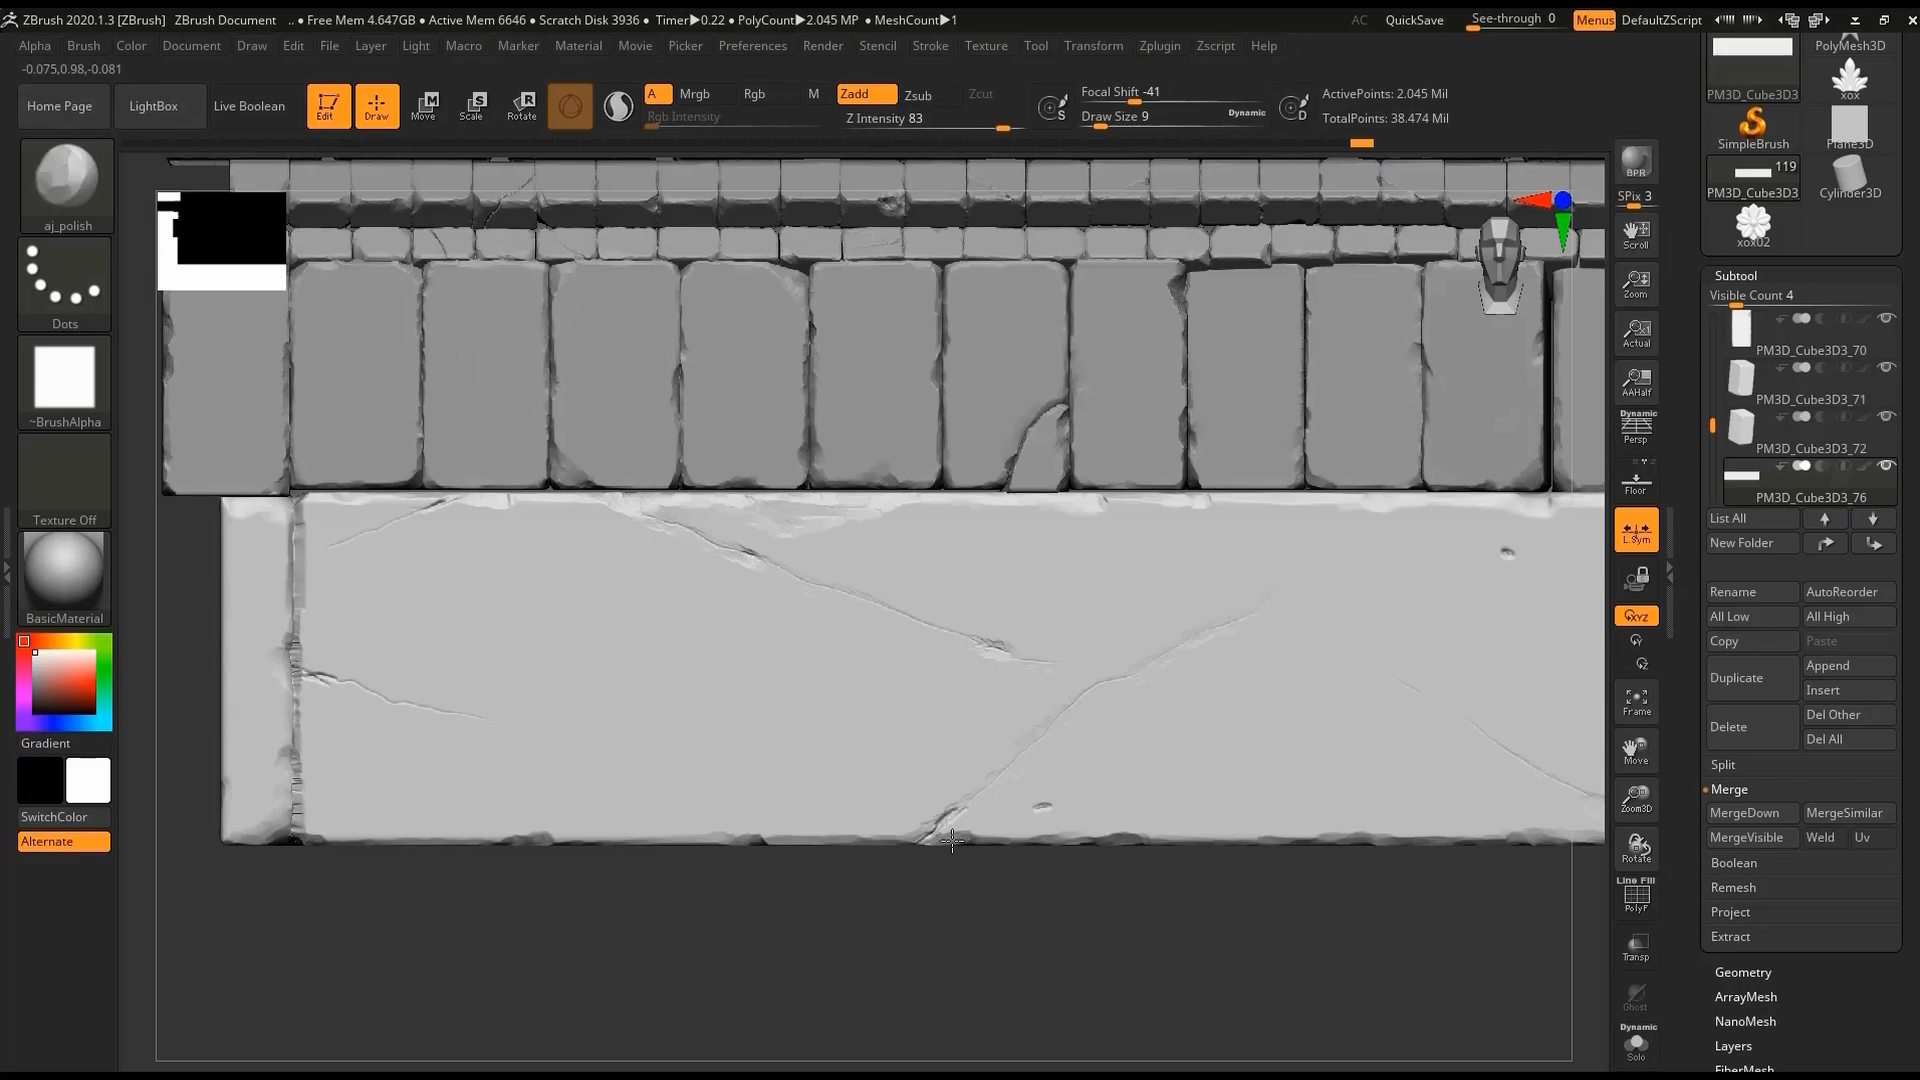 ZBrush 2020.1.3 [ZBrush] ZBrush Document .. • Free Mem 4.647GB • Active Mem 6646 • Scratch Disk 3936 • Timer▶0.22 • PolyCount▶2.045 MP • MeshCount▶1 AC QuickSave See-through 0 Menus DefaultZScript
Alpha Brush Color Document Draw Edit File Layer Light Macro Marker Material Movie Picker Preferences Render Stencil Stroke Texture Tool Transform Zplugin Zscript Help
-0.075,0.98,-0.081
Home Page LightBox Live Boolean Edit Draw Move Scale Rotate
A Mrgb Rgb M Zadd Zsub Zcut
Rgb Intensity Z Intensity 83
Focal Shift -41
Draw Size 9 Dynamic
S
D
ActivePoints: 2.045 Mil
TotalPoints: 38.474 Mil
aj_polish
Dots
~BrushAlpha
Texture Off
BasicMaterial
Gradient
SwitchColor
Alternate
BPR
SPix 3
Scroll
Zoom
Actual
AAHalf
Dynamic
Persp
Floor
L.Sym
XYZ
Y
Z
Frame
Move
Zoom3D
Rotate
Line Fill
PolyF
Transp
Ghost
Dynamic
Solo
PM3D_Cube3D3 PolyMesh3D
xox
SimpleBrush Plane3D
119
PM3D_Cube3D3 Cylinder3D
xox02
Subtool
Visible Count 4
PM3D_Cube3D3_70
PM3D_Cube3D3_71
PM3D_Cube3D3_72
PM3D_Cube3D3_76
List All
New Folder
Rename AutoReorder
All Low All High
Copy Paste
Duplicate Append
Insert
Delete Del Other
Del All
Split
Merge
MergeDown MergeSimilar
MergeVisible Weld Uv
Boolean
Remesh
Project
Extract
Geometry
ArrayMesh
NanoMesh
Layers
FiberMesh